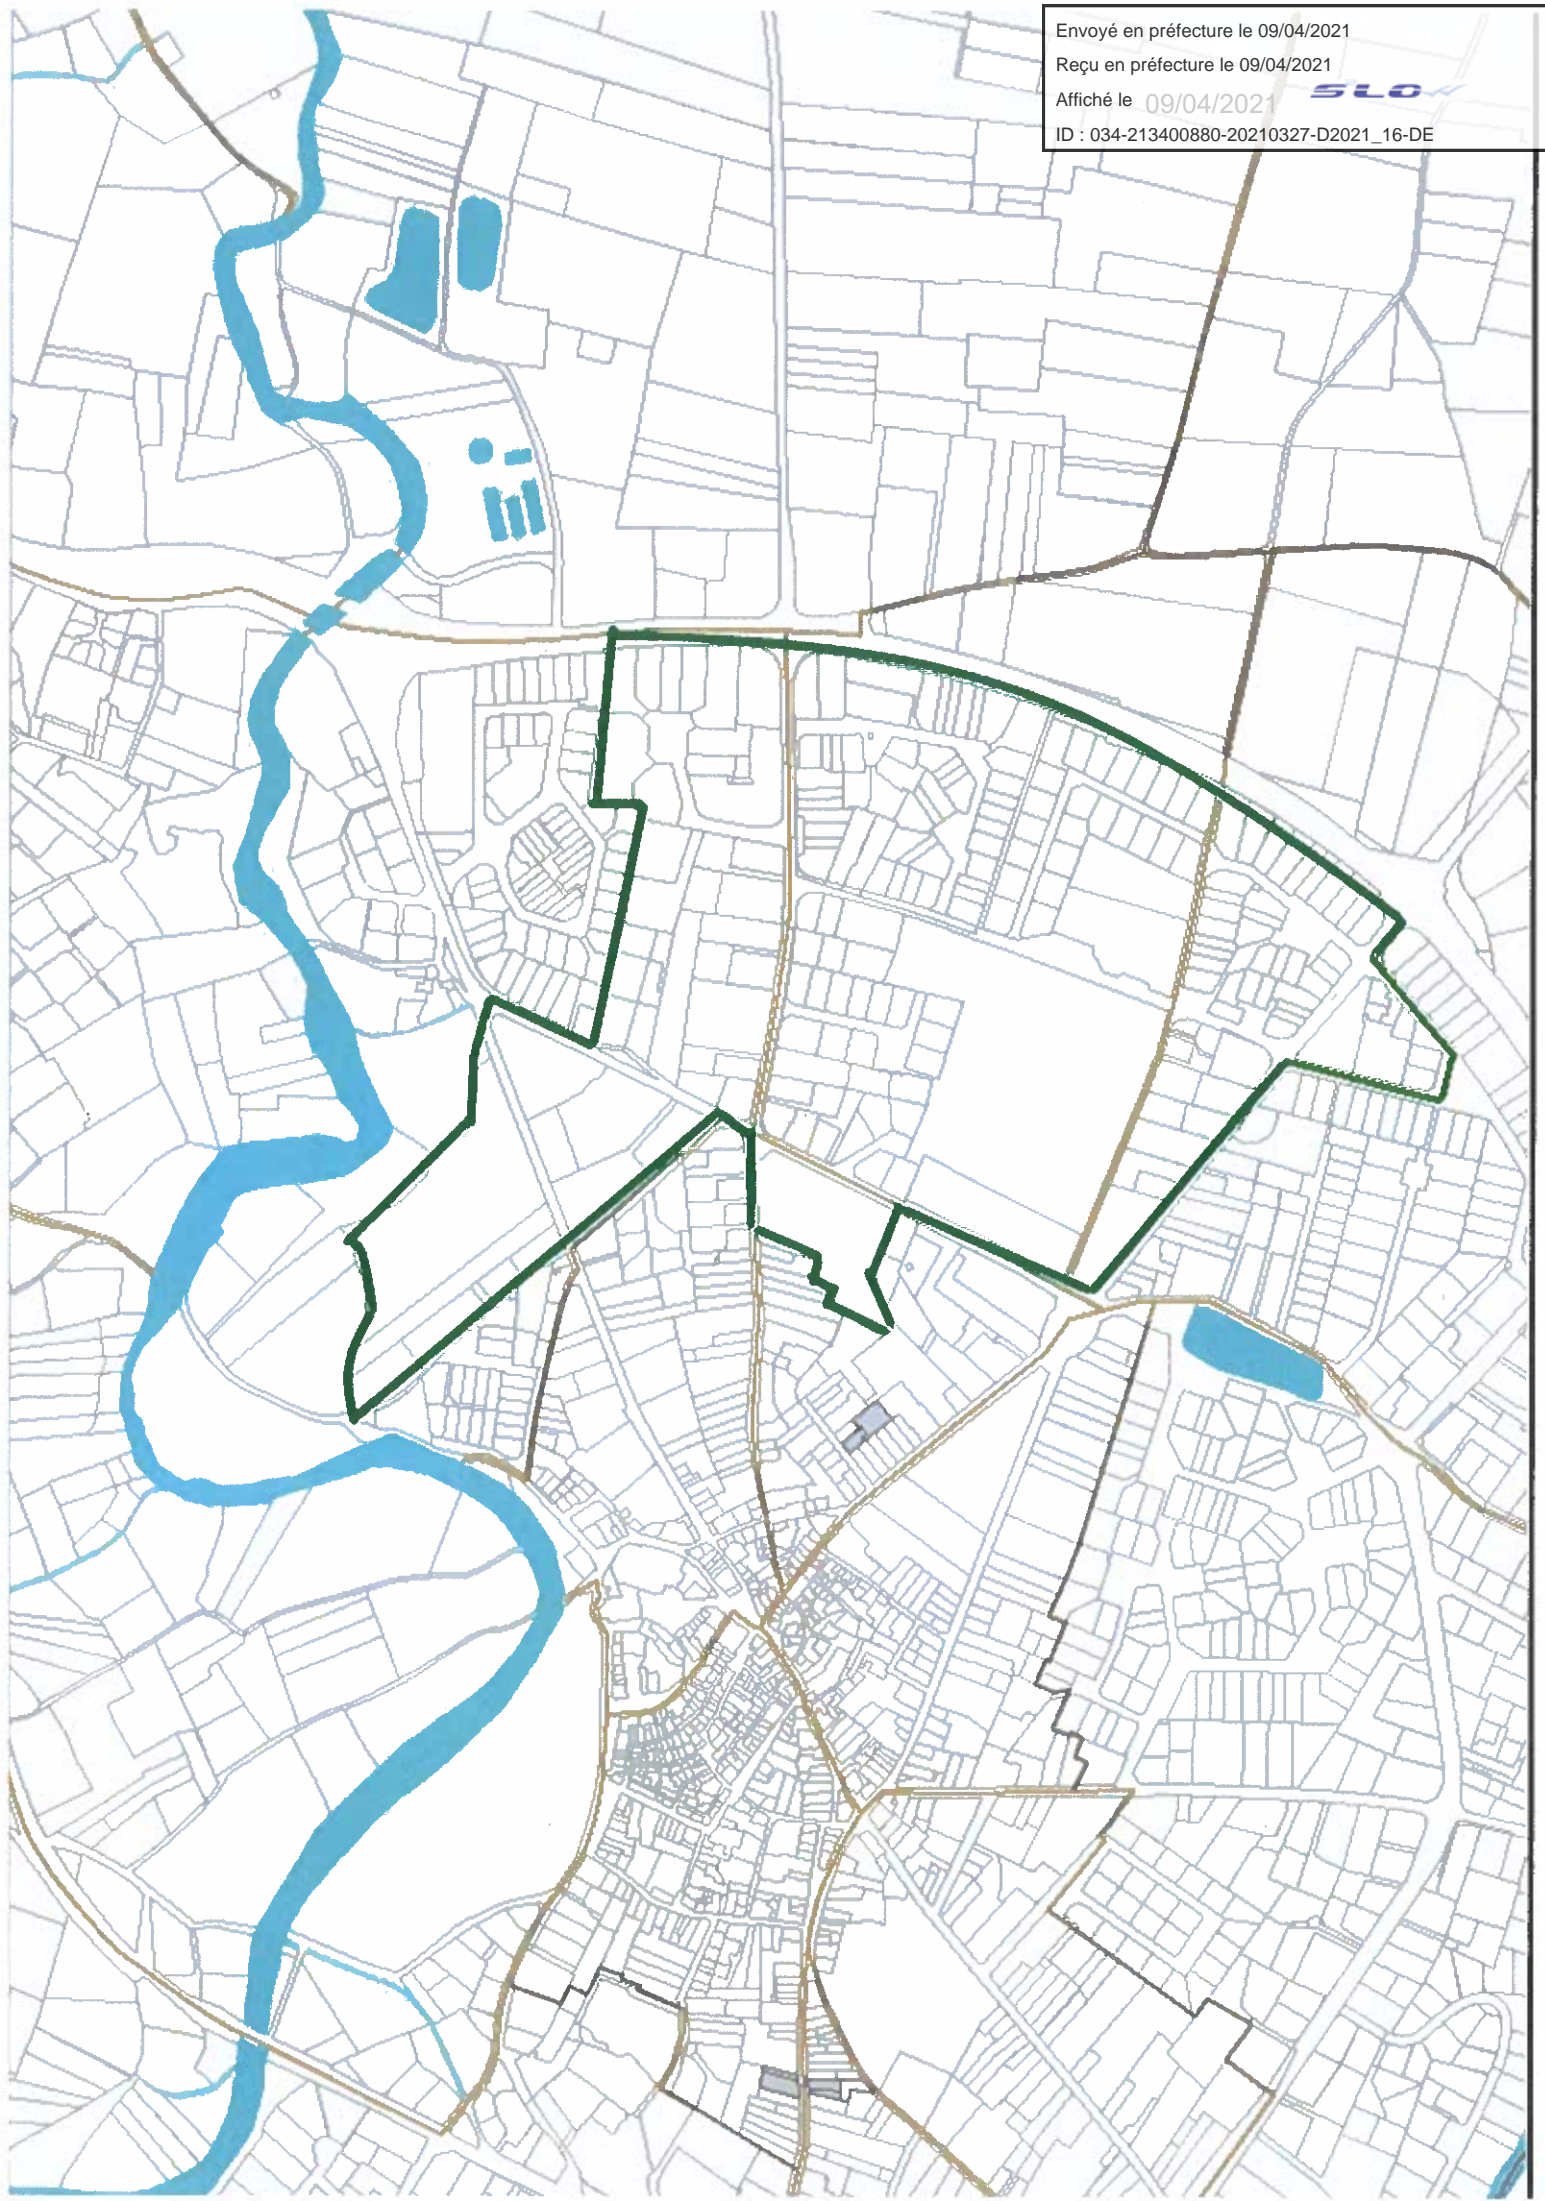 Envoyé en préfecture le 09/04/2021
Reçu en préfecture le 09/04/2021
Affiché le 09/04/2021 SLO
ID : 034-213400880-20210327-D2021_16-DE